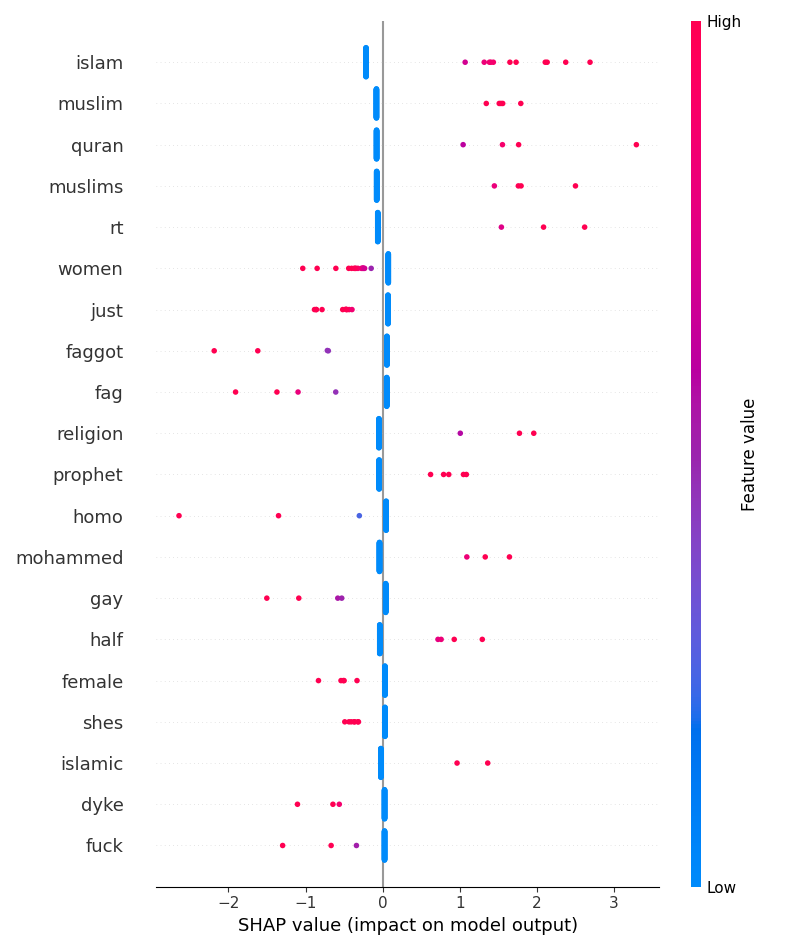 High
islam
muslim
quran
muslims
rt
women
just
faggot
fag
religion
prophet
homo
mohammed
gay
half
female
shes
islamic
dyke
fuck
Feature value
Low
−2
−1
0
1
2
3
SHAP value (impact on model output)